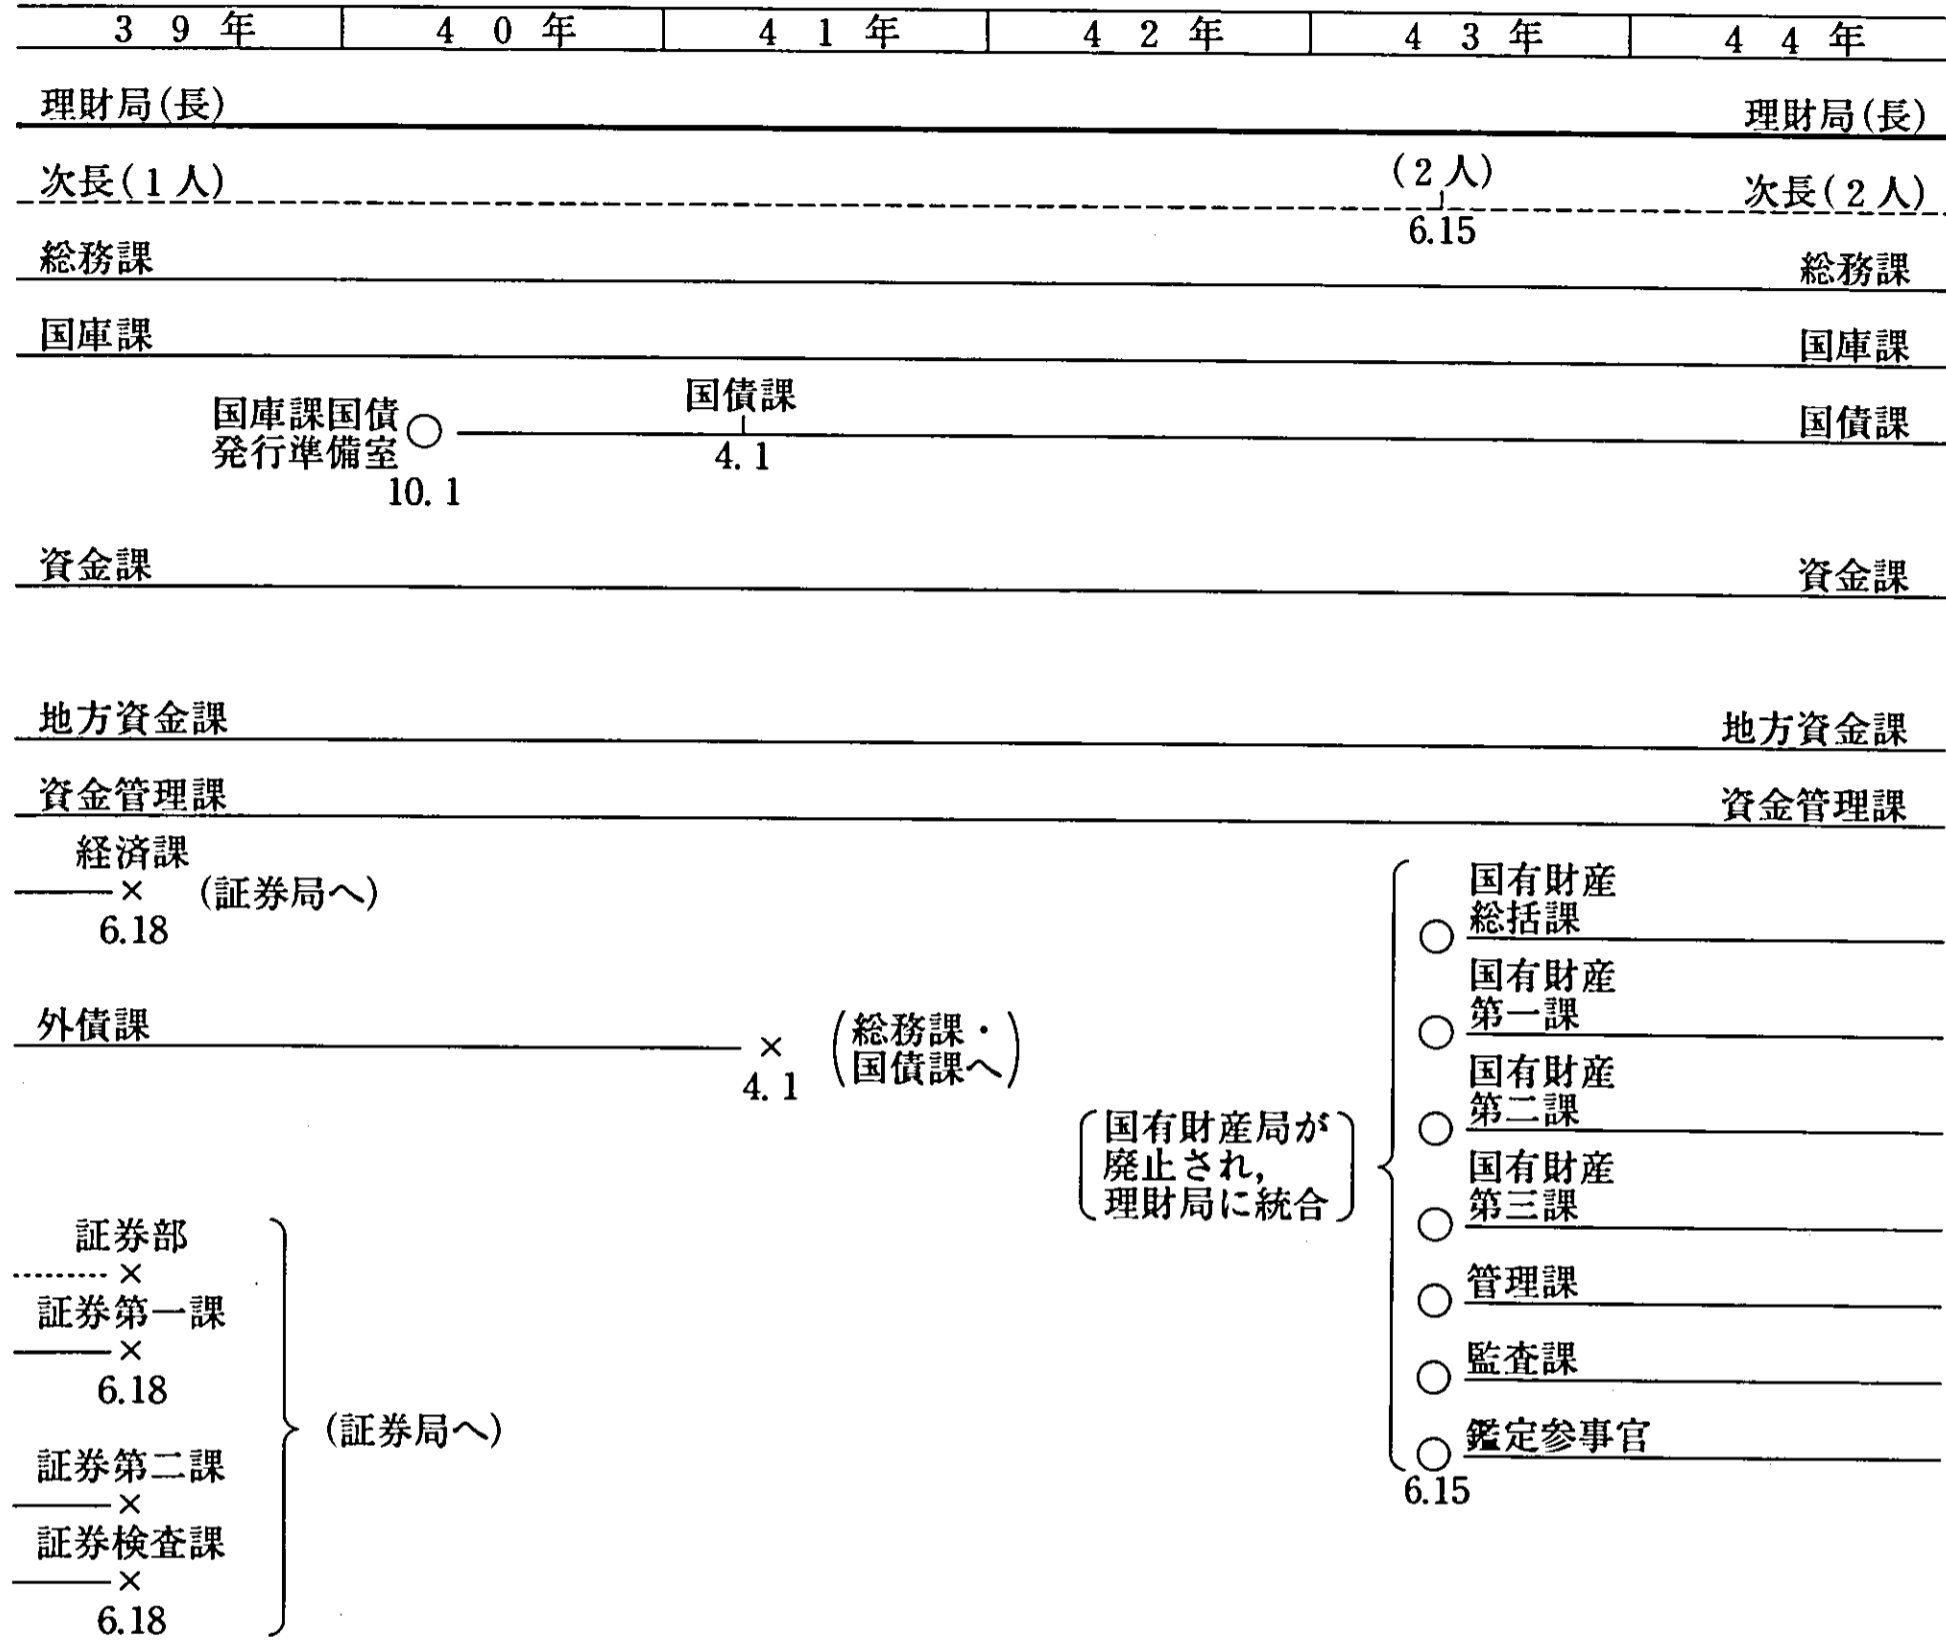 39年 40年 41年 42年 43年 44年
理財局(長) 理財局(長)
次長(1人) (2人) 次長(2人)
6.15
総務課 総務課
国庫課 国庫課
国庫課国債
発行準備室
10.1
国債課
4.1
国債課
資金課 資金課
地方資金課 地方資金課
資金管理課 資金管理課
経済課
× (証券局へ)
6.18
外債課
×
4.1
(総務課・
国債課へ)
国有財産局が
廃止され,
理財局に統合
国有財産
総括課
国有財産
第一課
国有財産
第二課
国有財産
第三課
管理課
監査課
鑑定参事官
6.15
証券部
×
証券第一課
×
6.18
証券第二課
×
証券検査課
×
6.18
(証券局へ)